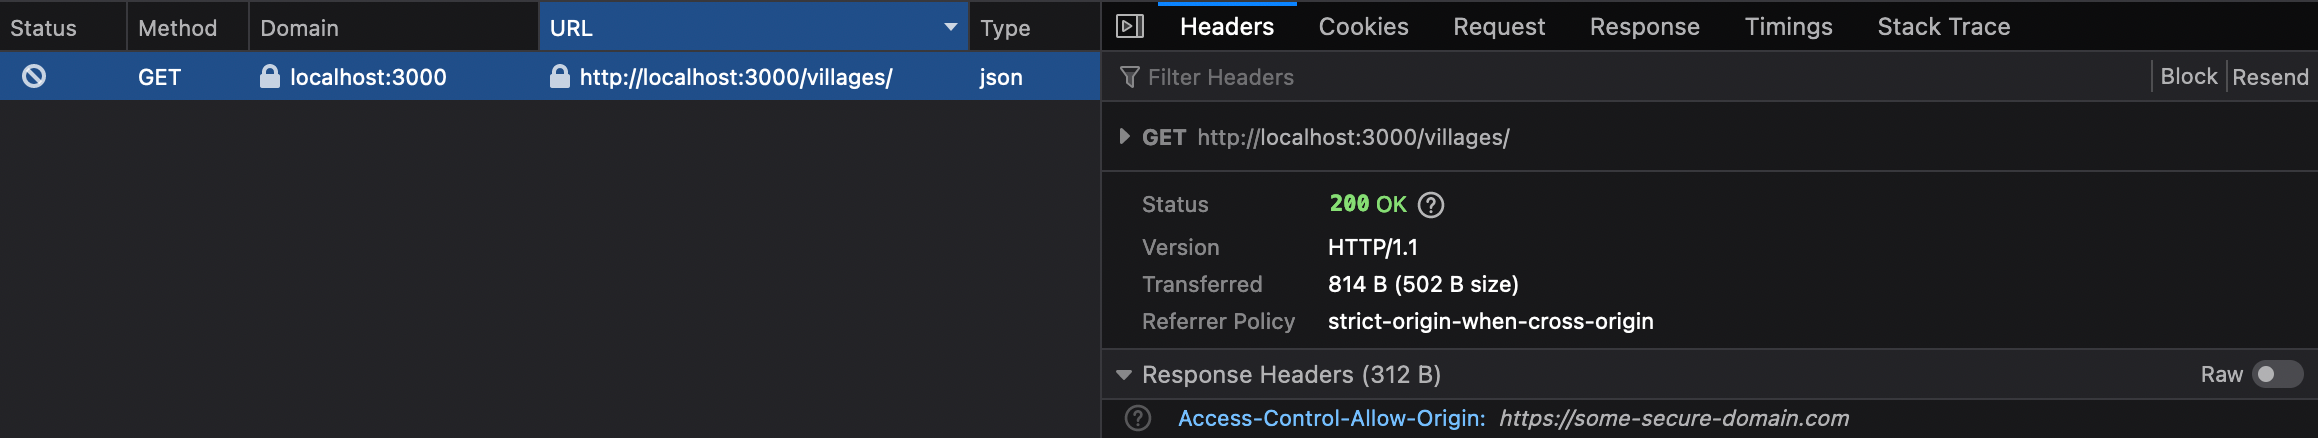 Status Method Domain URL Type
GET localhost:3000 http://localhost:3000/villages/ json
Headers Cookies Request Response Timings Stack Trace
Filter Headers Block Resend
GET http://localhost:3000/villages/
Status 200 OK ?
Version HTTP/1.1
Transferred 814 B (502 B size)
Referrer Policy strict-origin-when-cross-origin
Response Headers (312 B) Raw
? Access-Control-Allow-Origin: https://some-secure-domain.com